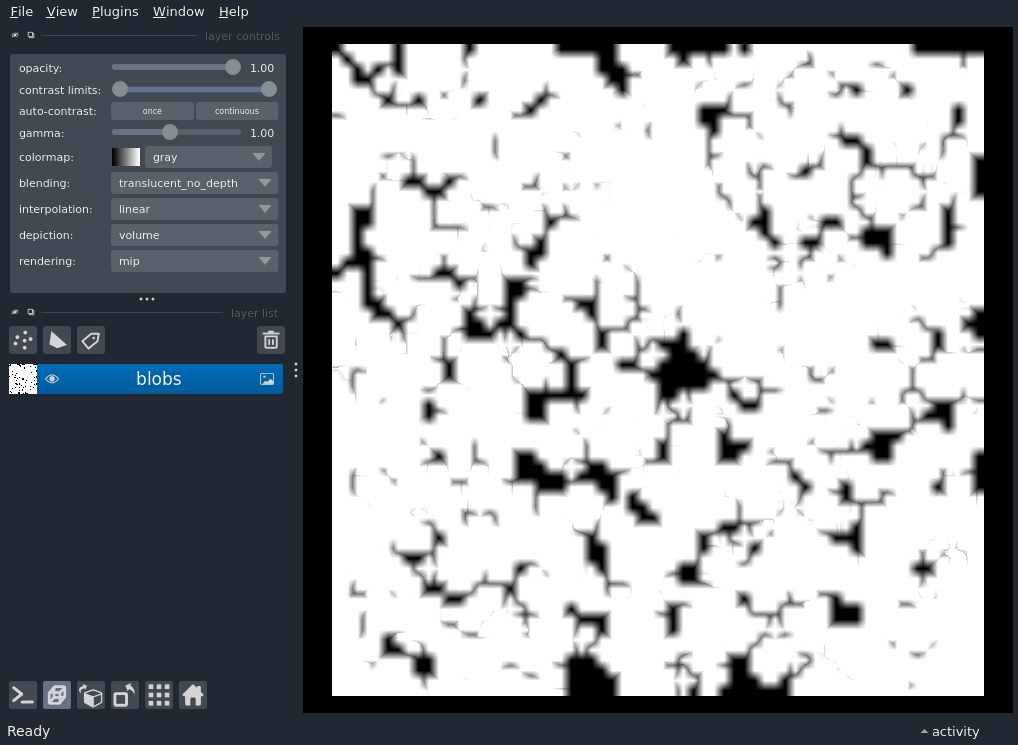 File View Plugins Window Help
layer controls
opacity: 1.00
contrast limits:
auto-contrast: once continuous
gamma: 1.00
colormap: gray
blending: translucent_no_depth
interpolation: linear
depiction: volume
rendering: mip
layer list
blobs
Ready activity